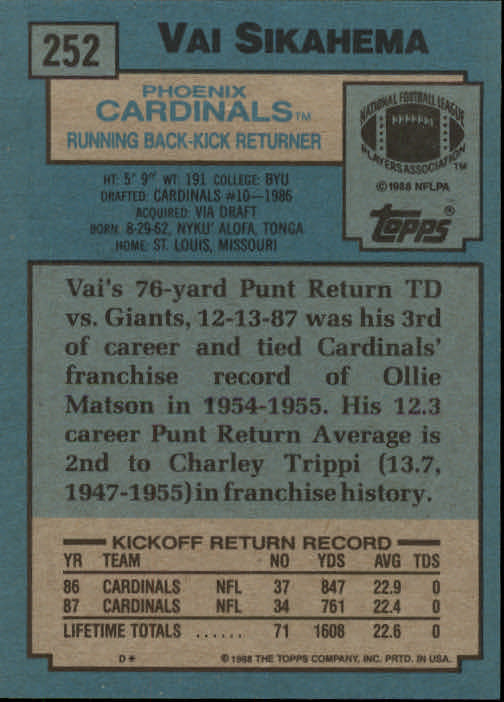 252
VAI SIKAHEMA
PHOENIX
CARDINALS™
RUNNING BACK-KICK RETURNER
NATIONAL FOOTBALL LEAGUE
PLAYERS ASSOCIATION™
©1988 NFLPA
Topps®
HT: 5' 9" WT: 191 COLLEGE: BYU
DRAFTED: CARDINALS #10—1986
ACQUIRED: VIA DRAFT
BORN: 8-29-62, NYKU' ALOFA, TONGA
HOME: ST. LOUIS, MISSOURI
Vai's 76-yard Punt Return TD
vs. Giants, 12-13-87 was his 3rd
of career and tied Cardinals'
franchise record of Ollie
Matson in 1954-1955. His 12.3
career Punt Return Average is
2nd to Charley Trippi (13.7,
1947-1955) in franchise history.
KICKOFF RETURN RECORD
YR TEAM NO YDS AVG TDS
86 CARDINALS NFL 37 847 22.9 0
87 CARDINALS NFL 34 761 22.4 0
LIFETIME TOTALS ...... 71 1608 22.6 0
D* ©1988 THE TOPPS COMPANY, INC. PRTD. IN USA.